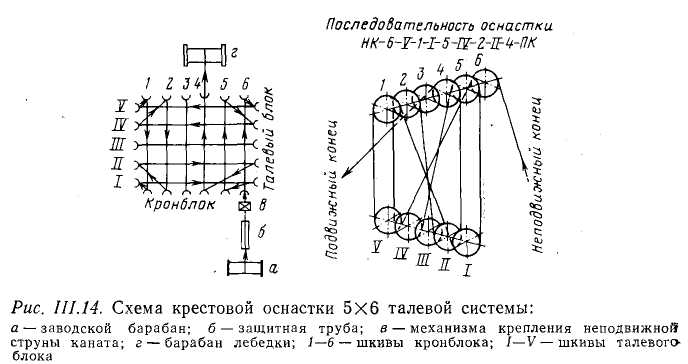 Последовательность оснастки
НК-6-V-1-I-5-IV-2-II-4-ПК
г
1 2 3 4 5 6
V
IV
III
II
I
Талевый блок
Кронблок
в
б
а
1 2 3 4 5 6
Подвижный конец
Неподвижный конец
V IV III II I
Рис. III.14. Схема крестовой оснастки 5×6 талевой системы:
а — заводской барабан; б — защитная труба; в — механизма крепления неподвижной
струны каната; г — барабан лебедки; 1—6 — шкивы кронблока; I—V — шкивы талевого
блока